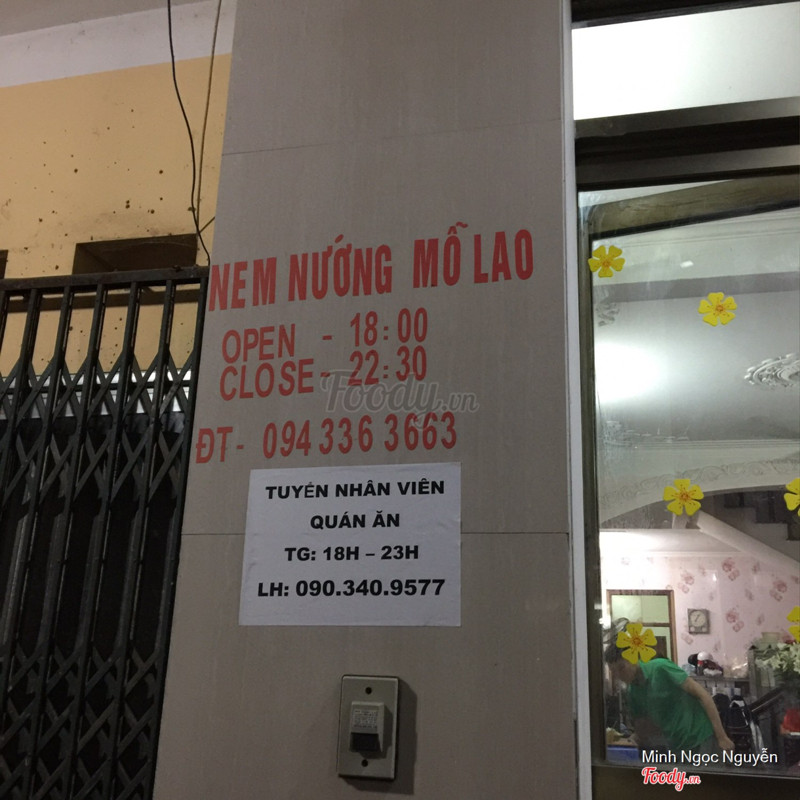 NEM NƯỚNG MỖ LAO
OPEN - 18:00
CLOSE - 22:30
ĐT - 094 336 3663
Foody.vn
TUYỂN NHÂN VIÊN
QUÁN ĂN
TG: 18H – 23H
LH: 090.340.9577
Minh Ngọc Nguyễn
Foody.vn